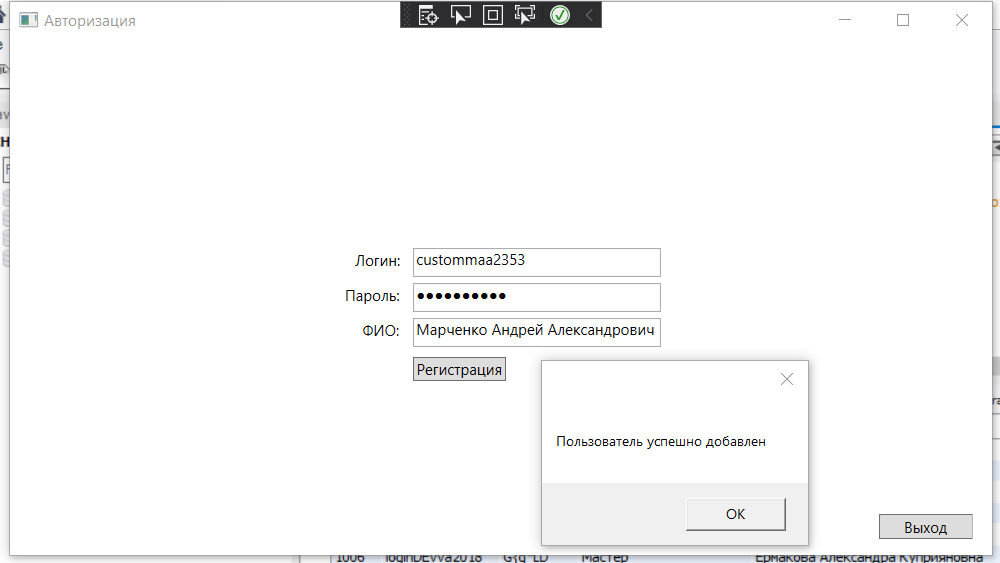 Авторизация
Логин:
custommaa2353
Пароль:
●●●●●●●●●●
ФИО:
Марченко Андрей Александрович
Регистрация
Пользователь успешно добавлен
OK
Выход
1006 loginDEvva2018 Мастер Ермакова Александра Куприяновна